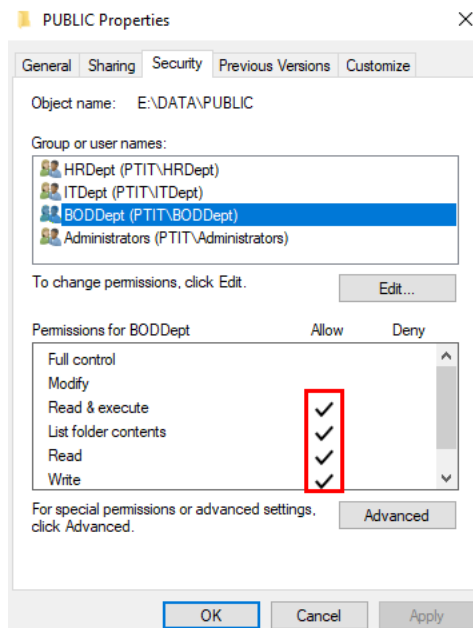 PUBLIC Properties
General Sharing Security Previous Versions Customize
Object name: E:\DATA\PUBLIC
Group or user names:
HRDept (PTIT\HRDept)
ITDept (PTIT\ITDept)
BODDept (PTIT\BODDept)
Administrators (PTIT\Administrators)
To change permissions, click Edit.
Edit...
Permissions for BODDept Allow Deny
Full control
Modify
Read & execute
List folder contents
Read
Write
For special permissions or advanced settings,
click Advanced.
Advanced
OK Cancel Apply